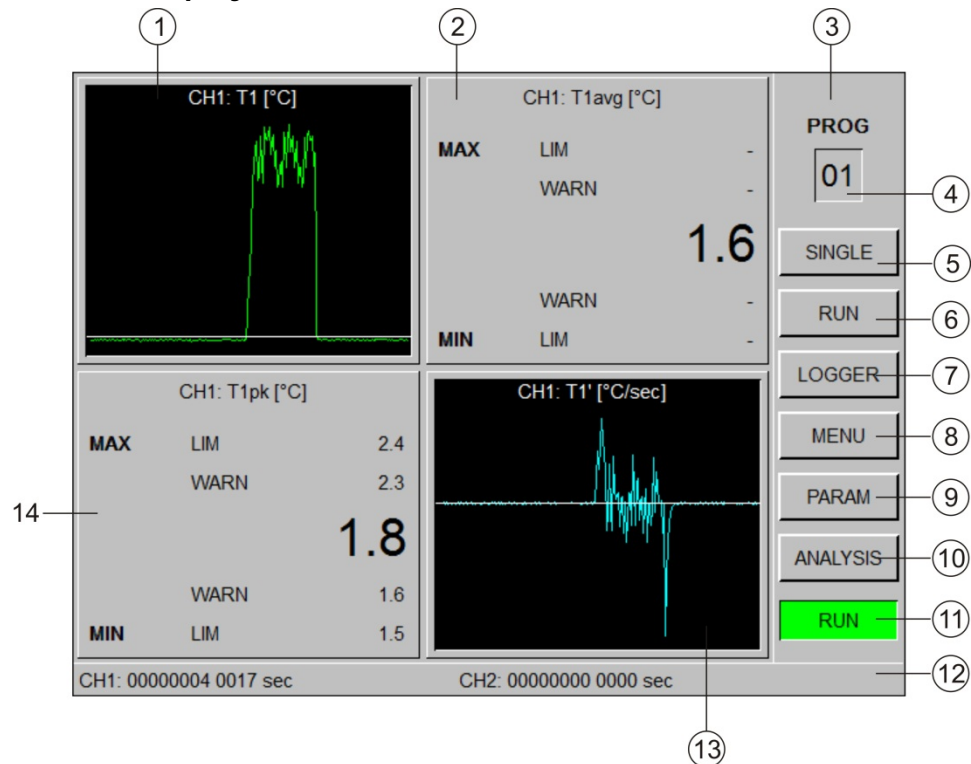 1
2
3
CH1: T1 [°C]
CH1: T1avg [°C]
MAX LIM -
WARN -
1.6
WARN -
MIN LIM -
PROG
01
4
SINGLE
5
RUN
6
LOGGER
7
MENU
8
PARAM
9
ANALYSIS
10
RUN
11
CH1: T1pk [°C]
MAX LIM 2.4
WARN 2.3
14
1.8
WARN 1.6
MIN LIM 1.5
CH1: T1' [°C/sec]
CH1: 00000004 0017 sec
CH2: 00000000 0000 sec
12
13